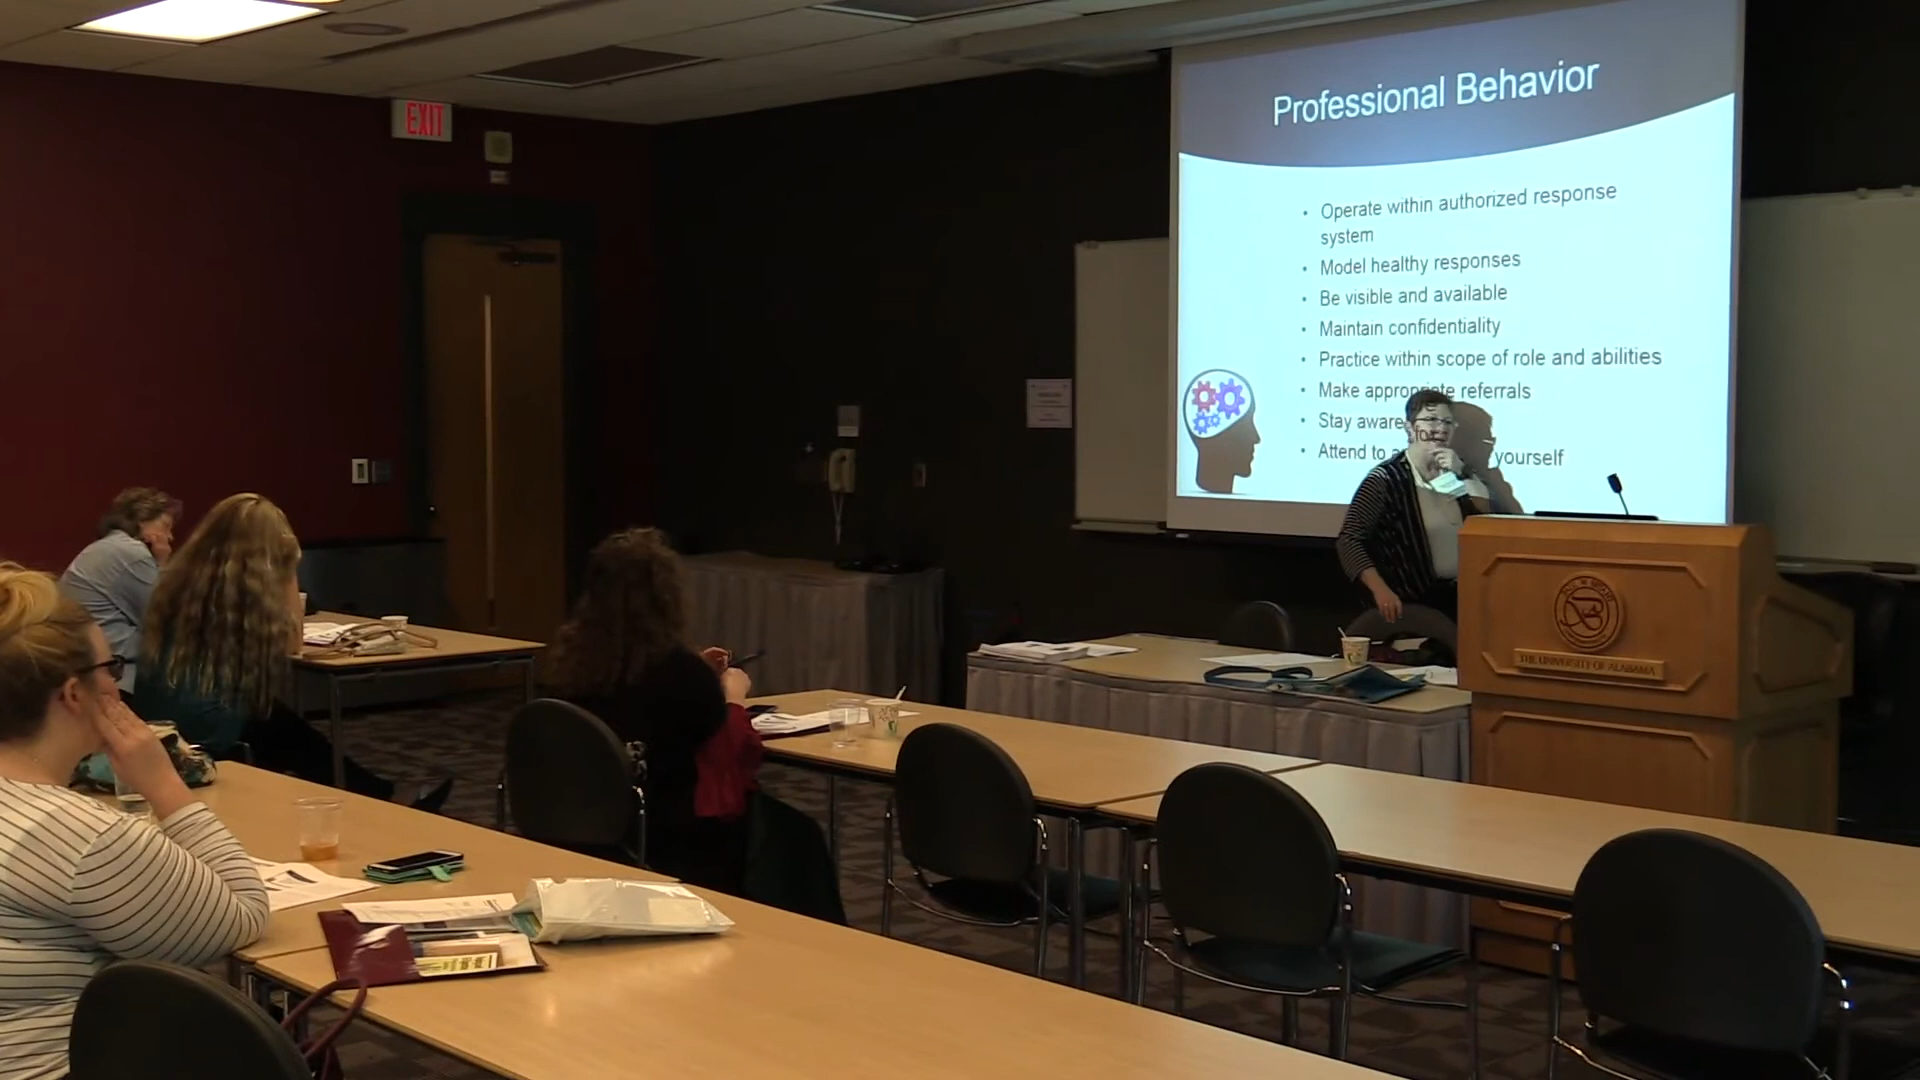 EXIT
Professional Behavior
• Operate within authorized response
system
• Model healthy responses
• Be visible and available
• Maintain confidentiality
• Practice within scope of role and abilities
• Make appropriate referrals
• Stay aware
• Attend to yourself
THE UNIVERSITY OF ALABAMA